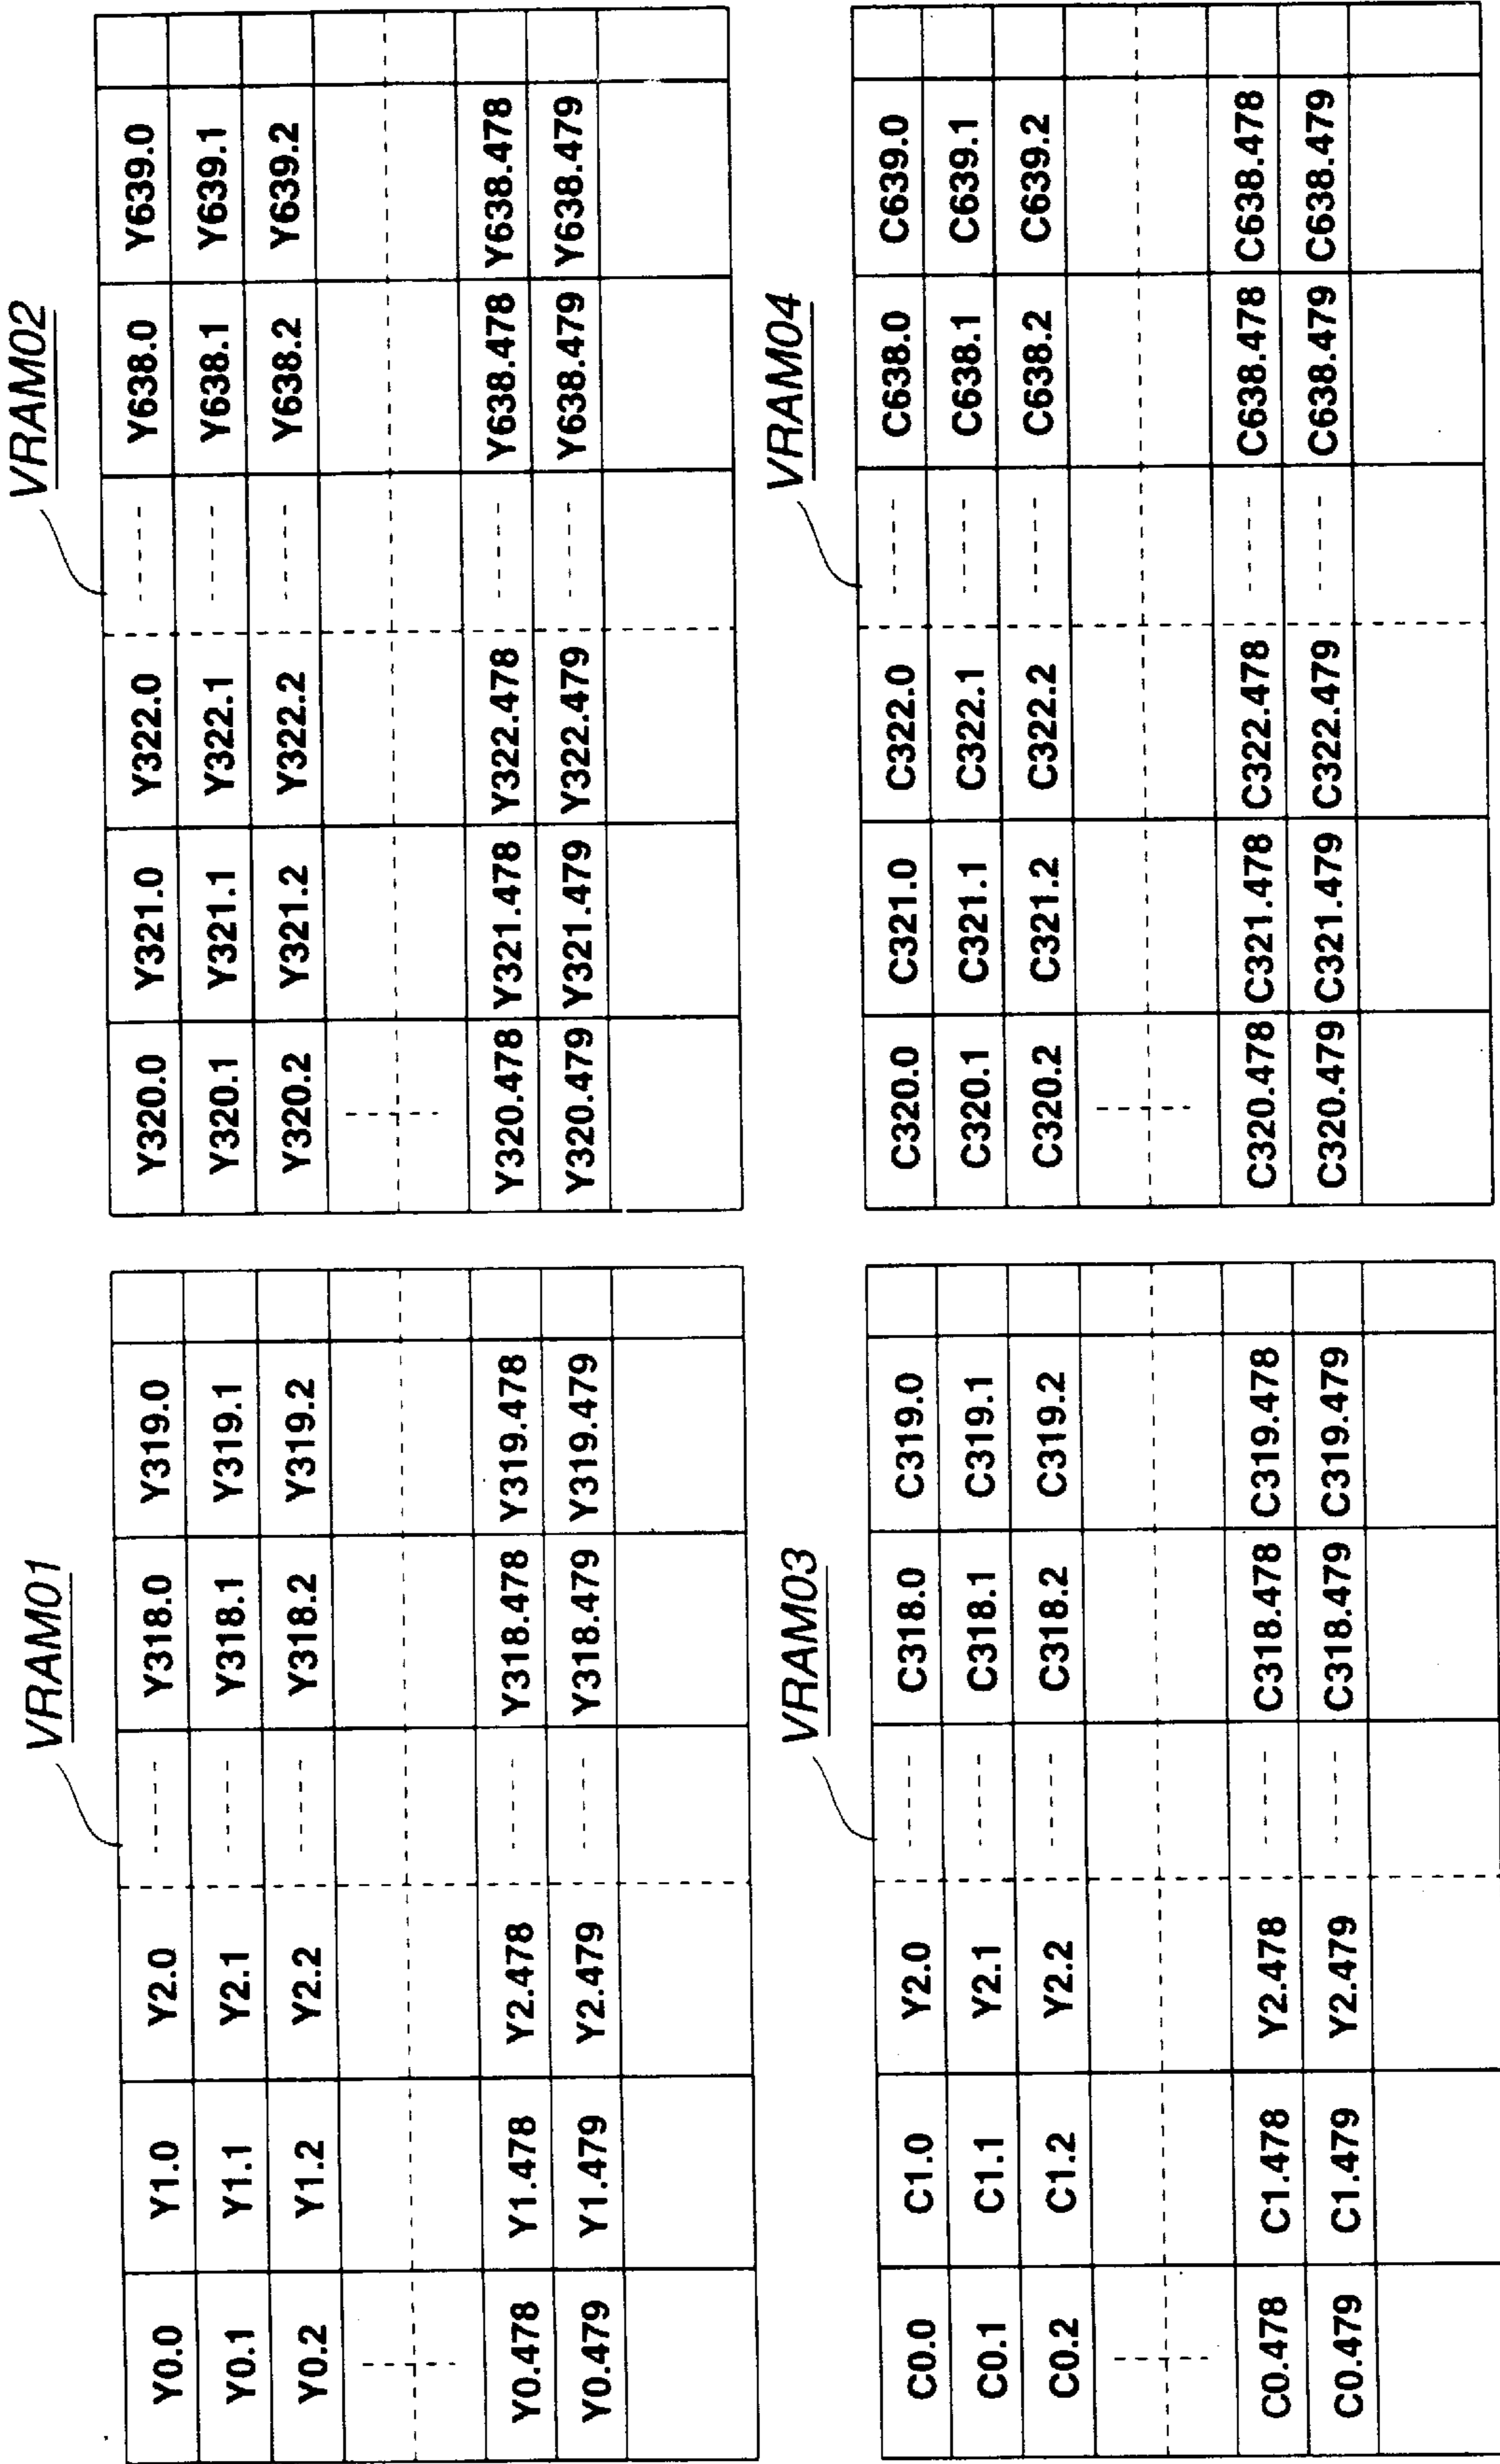 VRAM01
Y0.0 Y1.0 Y2.0 ----- Y318.0 Y319.0
Y0.1 Y1.1 Y2.1 ----- Y318.1 Y319.1
Y0.2 Y1.2 Y2.2 ----- Y318.2 Y319.2
Y0.478 Y1.478 Y2.478 ----- Y318.478 Y319.478
Y0.479 Y1.479 Y2.479 ----- Y318.479 Y319.479
VRAM02
Y320.0 Y321.0 Y322.0 ----- Y638.0 Y639.0
Y320.1 Y321.1 Y322.1 ----- Y638.1 Y639.1
Y320.2 Y321.2 Y322.2 ----- Y638.2 Y639.2
Y320.478 Y321.478 Y322.478 ----- Y638.478 Y638.478
Y320.479 Y321.479 Y322.479 ----- Y638.479 Y638.479
VRAM03
C0.0 C1.0 Y2.0 ----- C318.0 C319.0
C0.1 C1.1 Y2.1 ----- C318.1 C319.1
C0.2 C1.2 Y2.2 ----- C318.2 C319.2
C0.478 C1.478 Y2.478 ----- C318.478 C319.478
C0.479 C1.479 Y2.479 ----- C318.479 C319.479
VRAM04
C320.0 C321.0 C322.0 ----- C638.0 C639.0
C320.1 C321.1 C322.1 ----- C638.1 C639.1
C320.2 C321.2 C322.2 ----- C638.2 C639.2
C320.478 C321.478 C322.478 ----- C638.478 C638.478
C320.479 C321.479 C322.479 ----- C638.479 C638.479